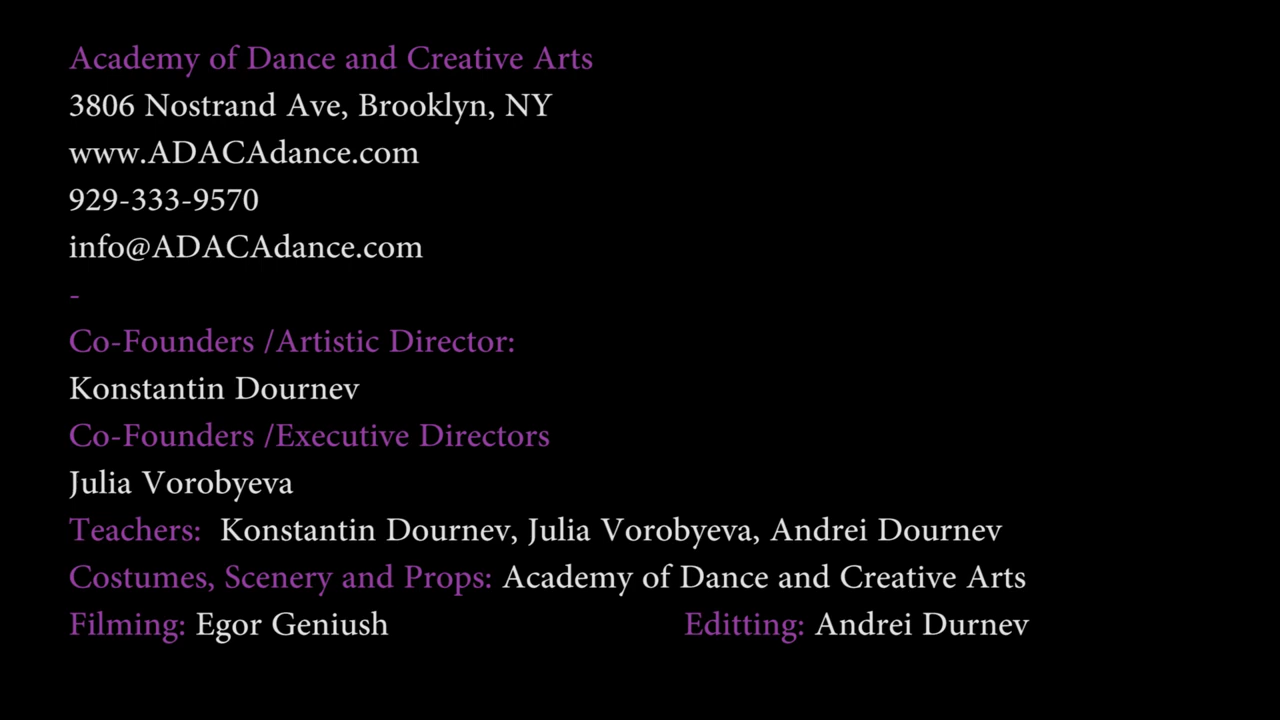 Academy of Dance and Creative Arts
3806 Nostrand Ave, Brooklyn, NY
www.ADACAdance.com
929-333-9570
info@ADACAdance.com
-
Co-Founders /Artistic Director:
Konstantin Dournev
Co-Founders /Executive Directors
Julia Vorobyeva
Teachers:  Konstantin Dournev, Julia Vorobyeva, Andrei Dournev
Costumes, Scenery and Props: Academy of Dance and Creative Arts
Filming: Egor Geniush Editting: Andrei Durnev